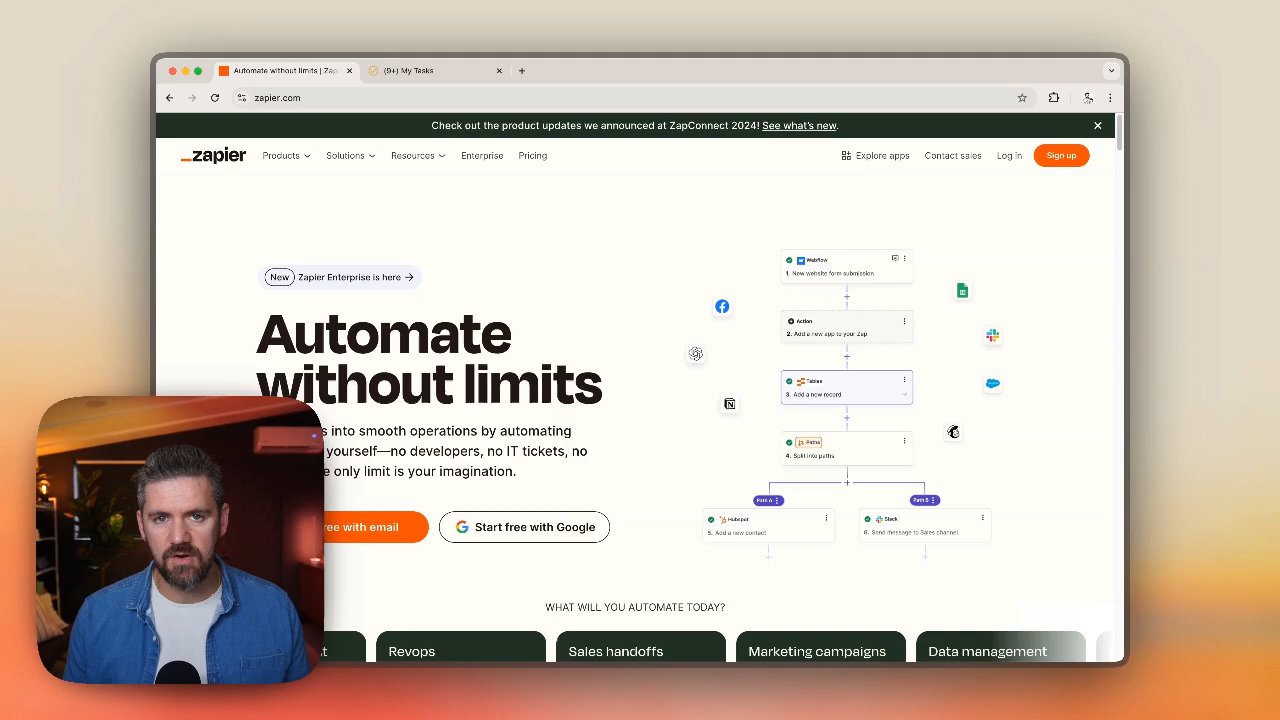 Automate without limits | Zap
(9+) My Tasks
zapier.com
Check out the product updates we announced at ZapConnect 2024! See what's new.
zapier
Products
Solutions
Resources
Enterprise
Pricing
Explore apps
Contact sales
Log in
Sign up
New Zapier Enterprise is here →
Automate
without limits
s into smooth operations by automating
yourself—no developers, no IT tickets, no
e only limit is your imagination.
ree with email
Start free with Google
Webflow
1. New website form submission
Action
2. Add a new app to your Zap
Tables
3. Add a new record
Paths
4. Split into paths
Path A
Path B
Hubspot
5. Add a new contact
Slack
6. Send message to Sales channel
WHAT WILL YOU AUTOMATE TODAY?
t
Revops
Sales handoffs
Marketing campaigns
Data management